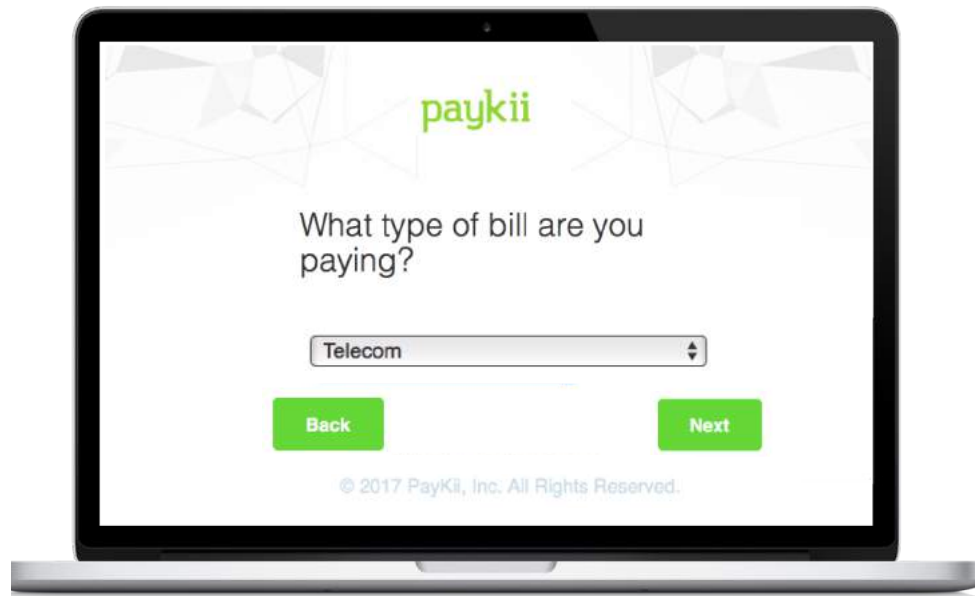 paykii
What type of bill are you
paying?
Telecom
Back
Next
© 2017 PayKii, Inc. All Rights Reserved.